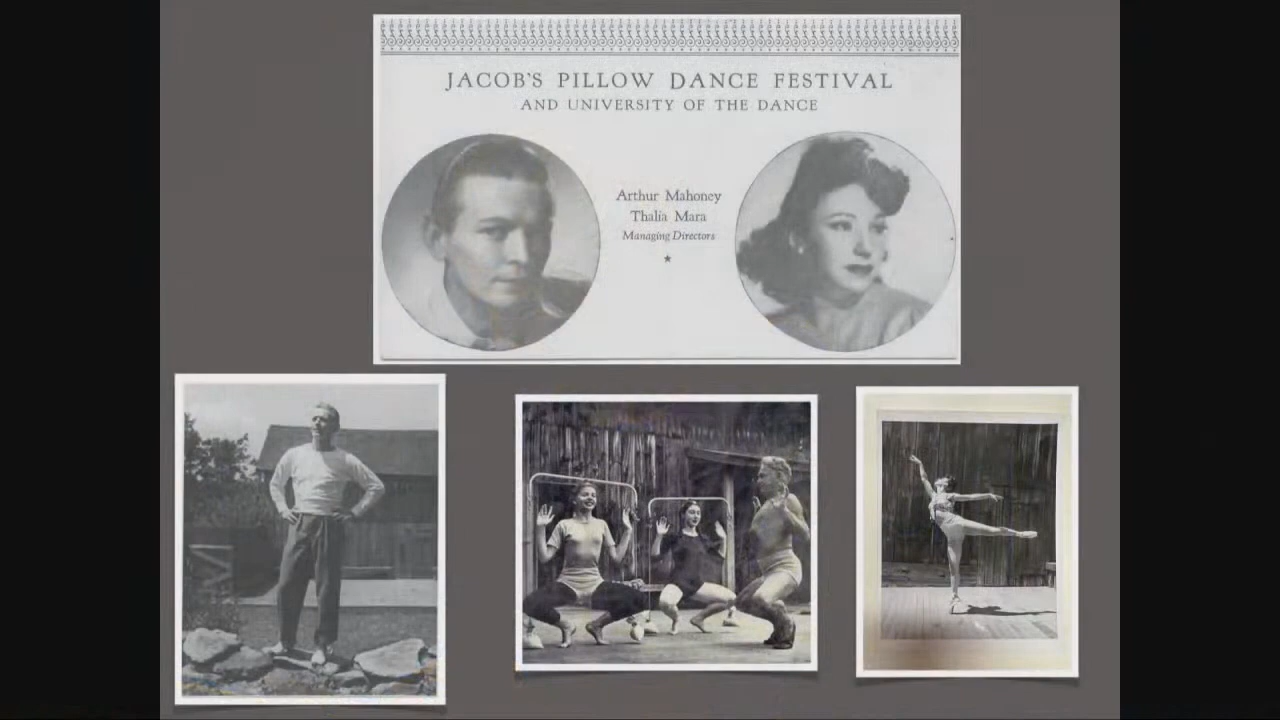 JACOB'S PILLOW DANCE FESTIVAL
AND UNIVERSITY OF THE DANCE
Arthur Mahoney
Thalia Mara
Managing Directors